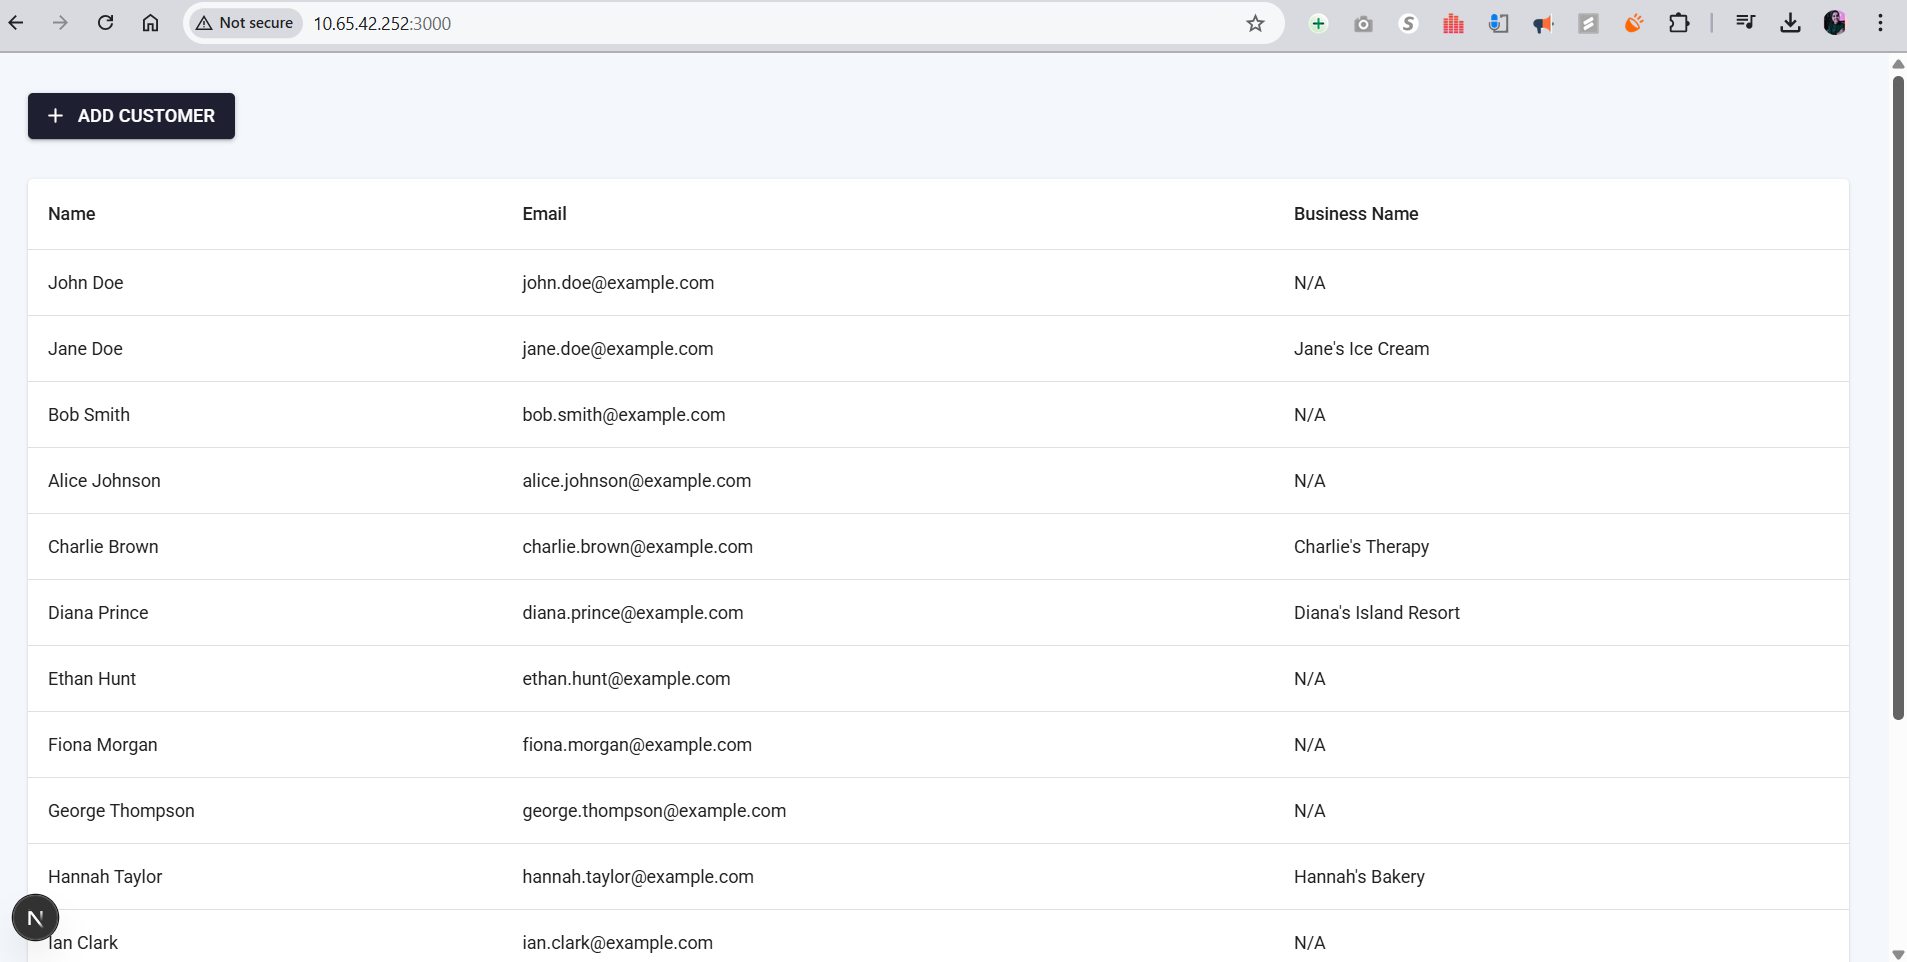 Not secure 10.65.42.252:3000
+ ADD CUSTOMER
Name Email Business Name
John Doe john.doe@example.com N/A
Jane Doe jane.doe@example.com Jane's Ice Cream
Bob Smith bob.smith@example.com N/A
Alice Johnson alice.johnson@example.com N/A
Charlie Brown charlie.brown@example.com Charlie's Therapy
Diana Prince diana.prince@example.com Diana's Island Resort
Ethan Hunt ethan.hunt@example.com N/A
Fiona Morgan fiona.morgan@example.com N/A
George Thompson george.thompson@example.com N/A
Hannah Taylor hannah.taylor@example.com Hannah's Bakery
N
Ian Clark ian.clark@example.com N/A